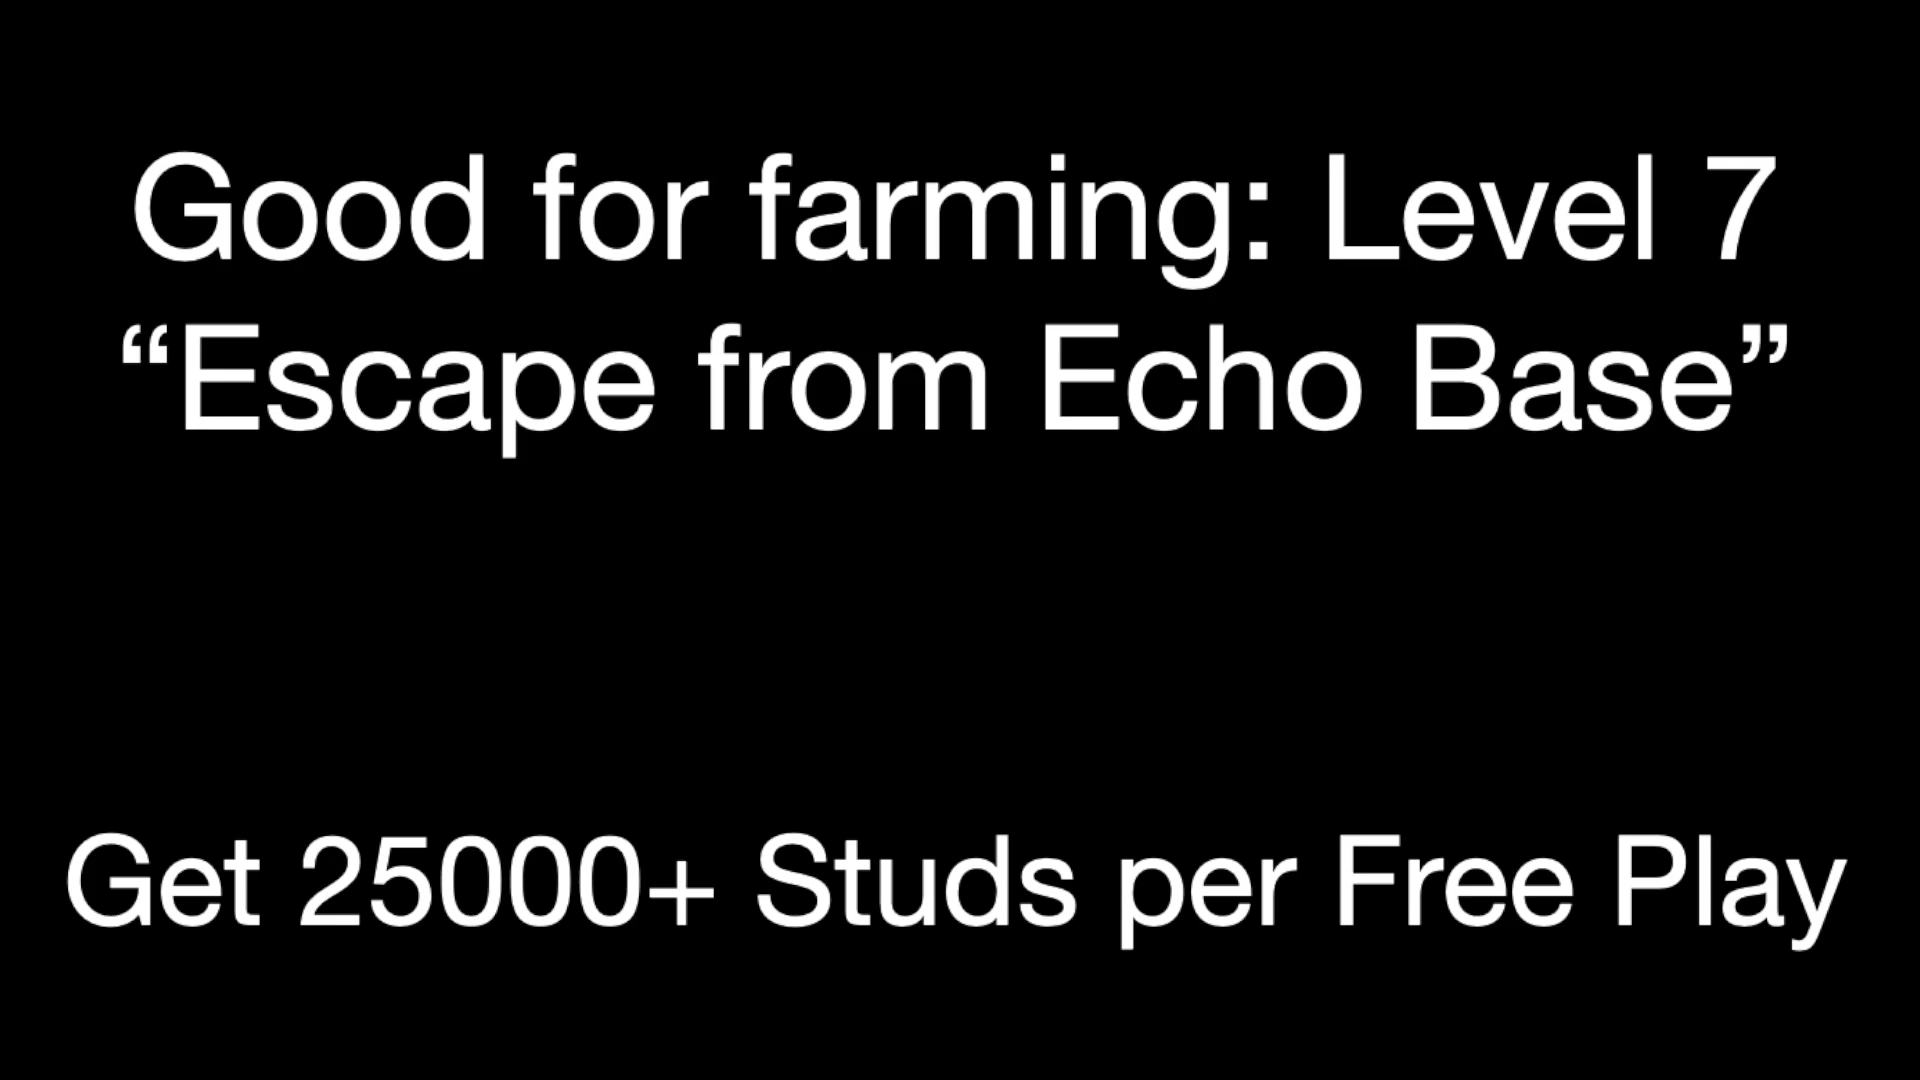 Good for farming: Level 7
“Escape from Echo Base”
Get 25000+ Studs per Free Play